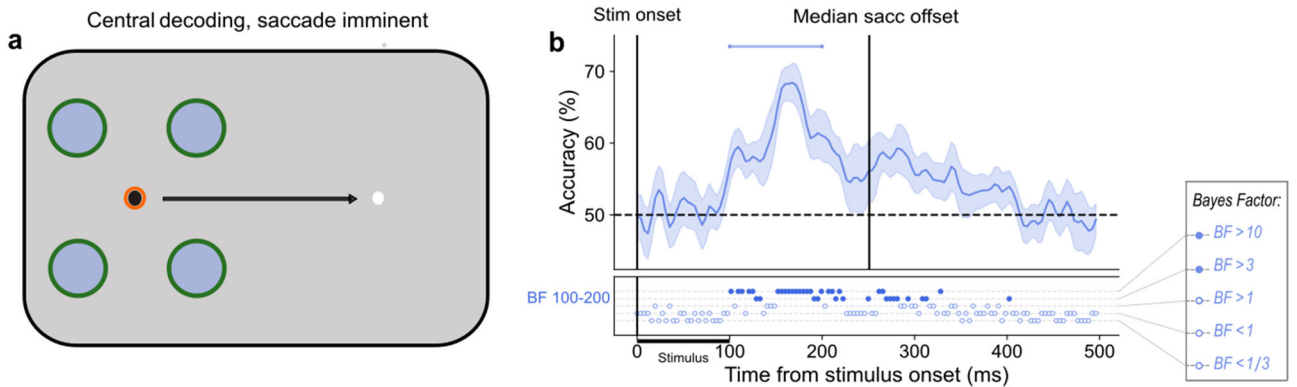 Central decoding, saccade imminent
a
b
Stim onset
Median sacc offset
70
60
50
Accuracy (%)
BF 100-200
Stimulus
0
100
200
300
400
500
Time from stimulus onset (ms)
Bayes Factor:
BF > 10
BF > 3
BF > 1
BF < 1
BF < 1/3